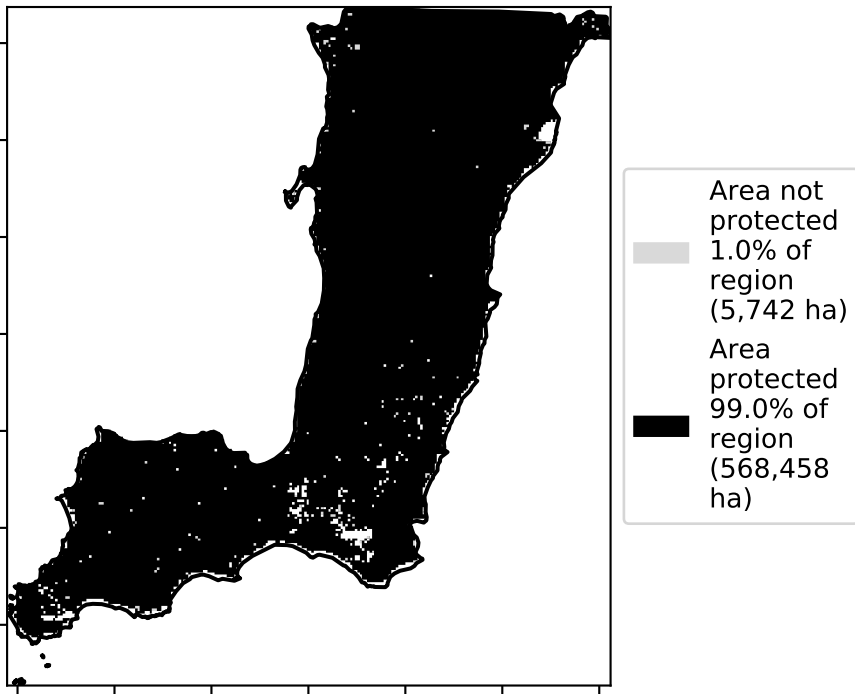 Area not
protected
1.0% of
region
(5,742 ha)
Area
protected
99.0% of
region
(568,458
ha)